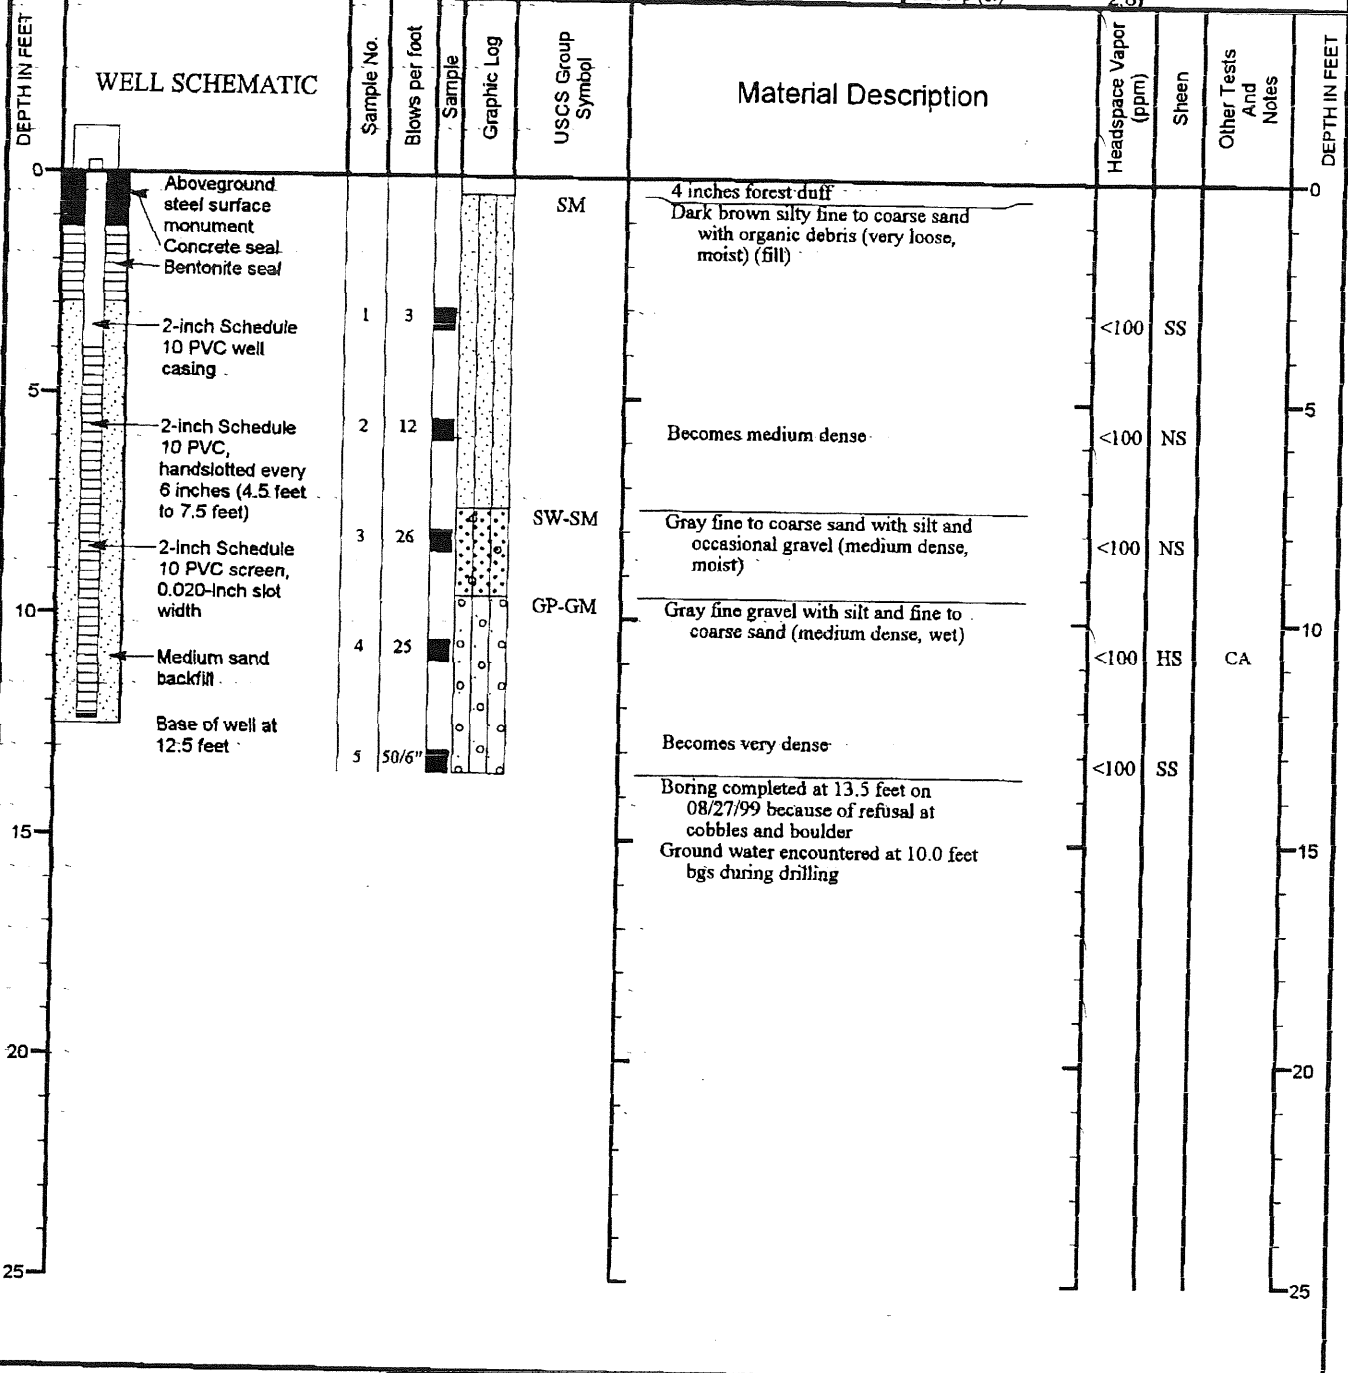 DEPTH IN FEET
WELL SCHEMATIC
Sample No.
Blows per foot
Sample
Graphic Log
USCS Group
Symbol
Material Description
Headspace Vapor
(ppm)
Sheen
Other Tests
And
Notes
DEPTH IN FEET
0
5
10
15
20
25
Aboveground
steel surface
monument
Concrete seal
Bentonite seal
2-inch Schedule
10 PVC well
casing
2-inch Schedule
10 PVC,
handslotted every
6 inches (4.5 feet
to 7.5 feet)
2-inch Schedule
10 PVC screen,
0.020-inch slot
width
Medium sand
backfill
Base of well at
12.5 feet
1 3
2 12
3 26
4 25
5 50/6"
SM
SW-SM
GP-GM
4 inches forest duff
Dark brown silty fine to coarse sand
with organic debris (very loose,
moist) (fill)
Becomes medium dense
Gray fine to coarse sand with silt and
occasional gravel (medium dense,
moist)
Gray fine gravel with silt and fine to
coarse sand (medium dense, wet)
Becomes very dense
Boring completed at 13.5 feet on
08/27/99 because of refusal at
cobbles and boulder
Ground water encountered at 10.0 feet
bgs during drilling
<100 SS
<100 NS
<100 NS
<100 HS CA
<100 SS
0
5
10
15
20
25